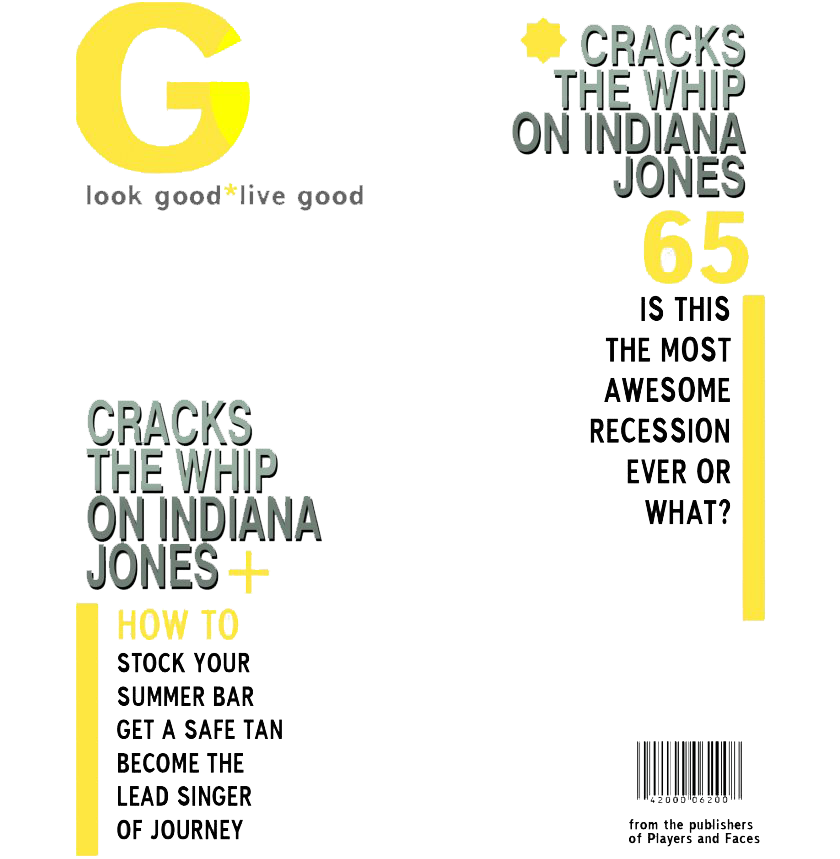 G
look good*live good
CRACKS
THE WHIP
ON INDIANA
JONES
65
IS THIS
THE MOST
AWESOME
RECESSION
EVER OR
WHAT?
CRACKS
THE WHIP
ON INDIANA
JONES +
HOW TO
STOCK YOUR
SUMMER BAR
GET A SAFE TAN
BECOME THE
LEAD SINGER
OF JOURNEY
42000 06200
from the publishers
of Players and Faces